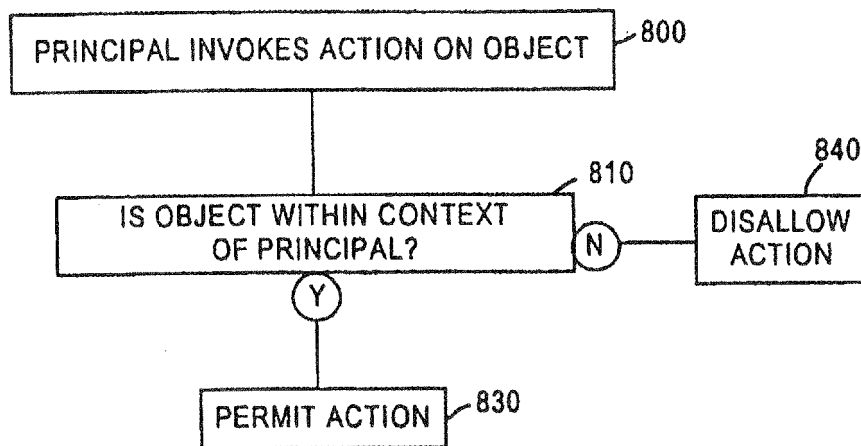 PRINCIPAL INVOKES ACTION ON OBJECT
800
810
IS OBJECT WITHIN CONTEXT
OF PRINCIPAL?
N
840
DISALLOW
ACTION
Y
PERMIT ACTION
830